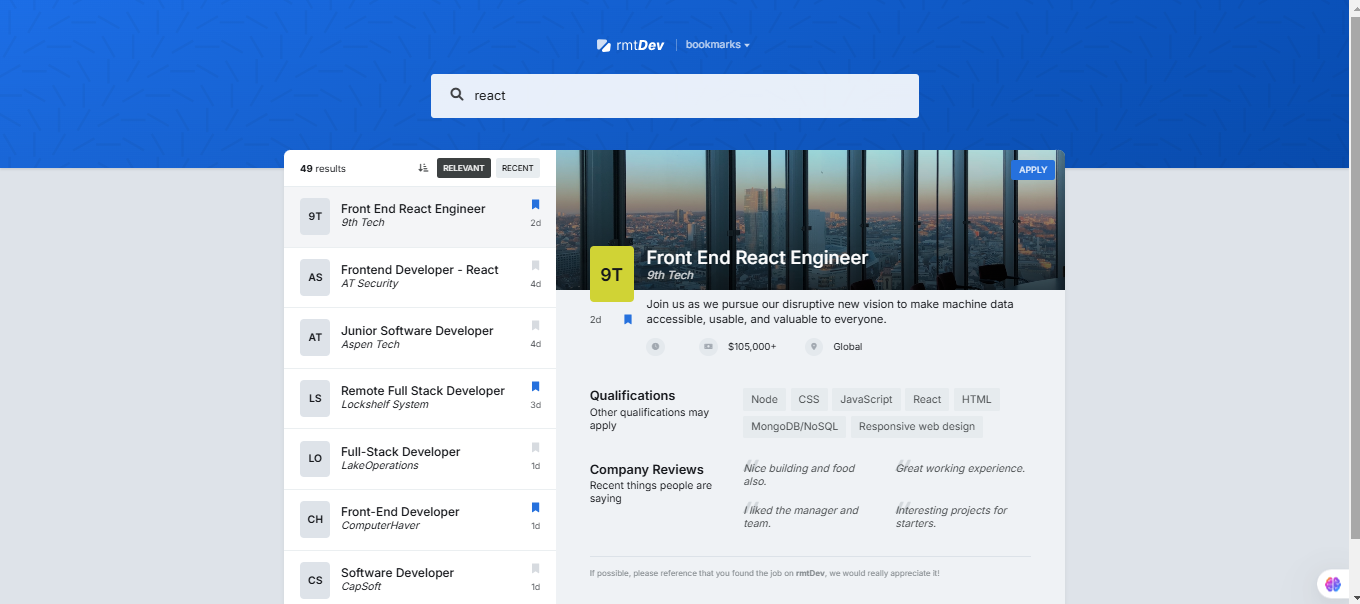 rmtDev
bookmarks
react
49 results
RELEVANT
RECENT
9T
Front End React Engineer
9th Tech
2d
AS
Frontend Developer - React
AT Security
4d
AT
Junior Software Developer
Aspen Tech
4d
LS
Remote Full Stack Developer
Lockshelf System
3d
LO
Full-Stack Developer
LakeOperations
1d
CH
Front-End Developer
ComputerHaver
1d
CS
Software Developer
CapSoft
1d
APPLY
9T
Front End React Engineer
9th Tech
2d
Join us as we pursue our disruptive new vision to make machine data
accessible, usable, and valuable to everyone.
$105,000+
Global
Qualifications
Other qualifications may
apply
Node
CSS
JavaScript
React
HTML
MongoDB/NoSQL
Responsive web design
Company Reviews
Recent things people are
saying
Nice building and food
also.
Great working experience.
I liked the manager and
team.
Interesting projects for
starters.
If possible, please reference that you found the job on rmtDev, we would really appreciate it!